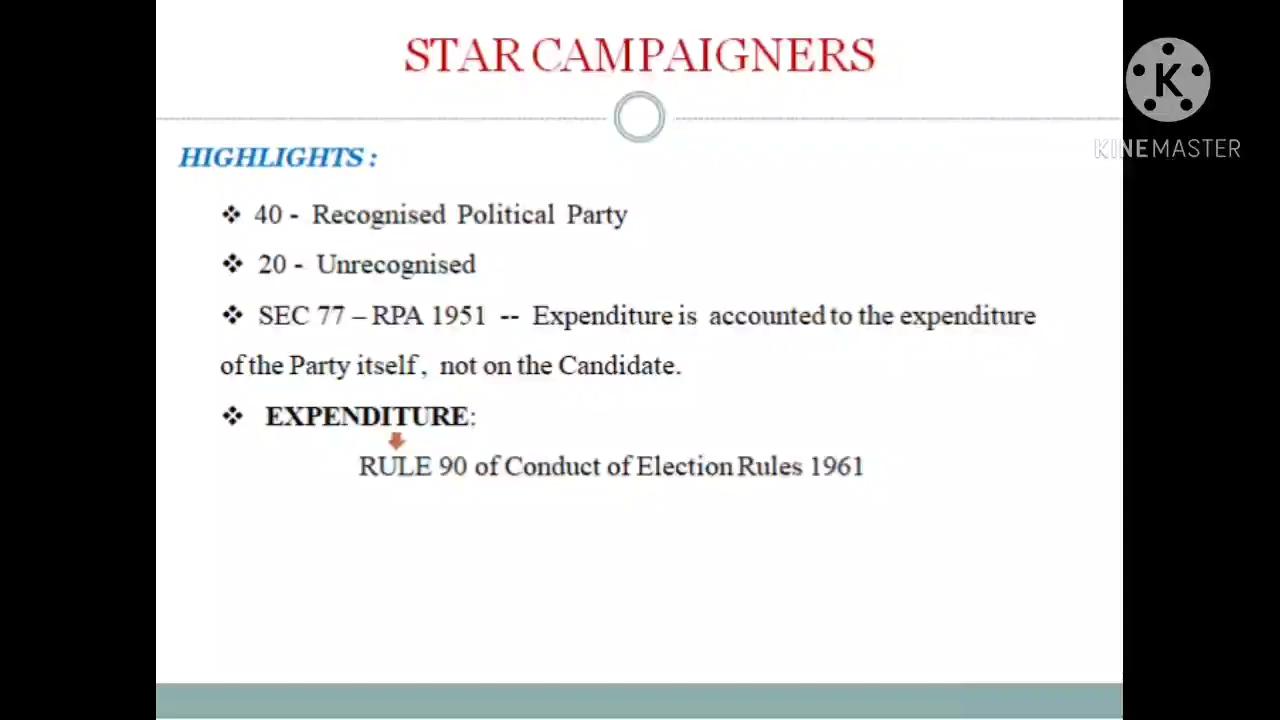 STAR CAMPAIGNERS
K
KINEMASTER
HIGHLIGHTS :
❖ 40 - Recognised Political Party
❖ 20 - Unrecognised
❖ SEC 77 – RPA 1951 -- Expenditure is accounted to the expenditure
of the Party itself, not on the Candidate.
❖ EXPENDITURE:
RULE 90 of Conduct of Election Rules 1961